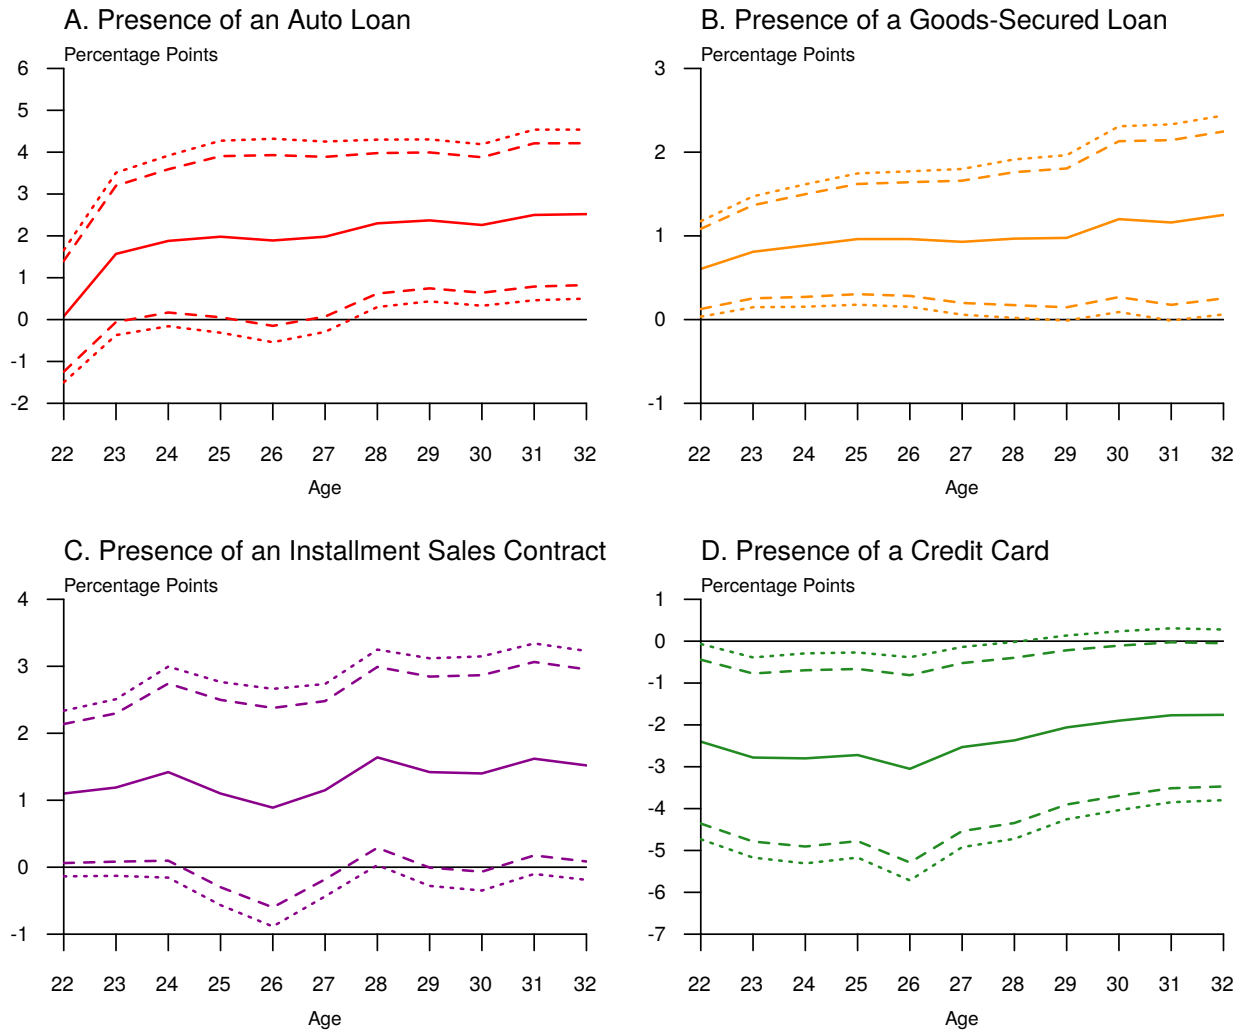 A. Presence of an Auto Loan
Percentage Points
6
5
4
3
2
1
0
-1
-2
22 23 24 25 26 27 28 29 30 31 32
Age
B. Presence of a Goods-Secured Loan
Percentage Points
3
2
1
0
-1
22 23 24 25 26 27 28 29 30 31 32
Age
C. Presence of an Installment Sales Contract
Percentage Points
4
3
2
1
0
-1
22 23 24 25 26 27 28 29 30 31 32
Age
D. Presence of a Credit Card
Percentage Points
1
0
-1
-2
-3
-4
-5
-6
-7
22 23 24 25 26 27 28 29 30 31 32
Age